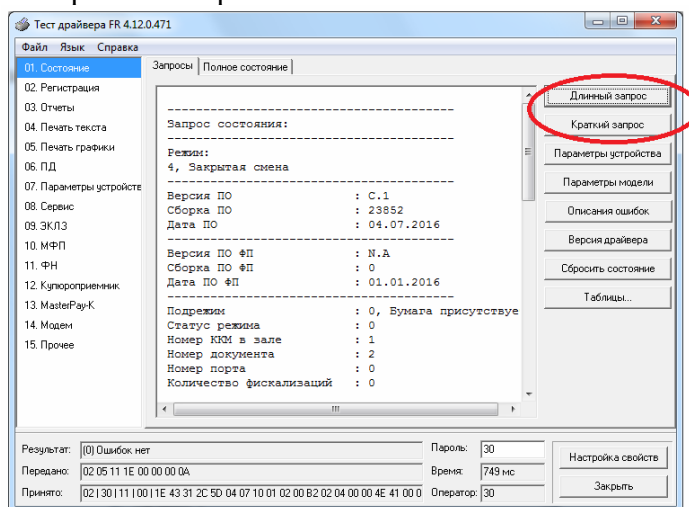 Тест драйвера FR 4.12.0.471
Файл Язык Справка
01. Состояние
02. Регистрация
03. Отчеты
04. Печать текста
05. Печать графики
06. ПД
07. Параметры устройств
08. Сервис
09. ЭКЛЗ
10. МФП
11. ФН
12. Купюроприемник
13. MasterPay-K
14. Модем
15. Прочее
Запросы Полное состояние
Запрос состояния:
Режим:
4, Закрытая смена
Версия ПО : C.1
Сборка ПО : 23852
Дата ПО : 04.07.2016
Версия ПО ФП : N.A
Сборка ПО ФП : 0
Дата ПО ФП : 01.01.2016
Подрежим : 0, Бумага присутствуе
Статус режима : 0
Номер ККМ в зале : 1
Номер документа : 2
Номер порта : 0
Количество фискализаций : 0
Длинный запрос
Краткий запрос
Параметры устройства
Параметры модели
Описания ошибок
Версия драйвера
Сбросить состояние
Таблицы...
Результат: (0) Ошибок нет
Пароль: 30
Настройка свойств
Передано: 02 05 11 1E 00 00 00 0A
Время: 749 мс
Принято: 02 | 30 | 11 | 00 | 1E 43 31 2C 5D 04 07 10 01 02 00 B2 02 04 00 00 4E 41 00 0
Оператор: 30
Закрыть